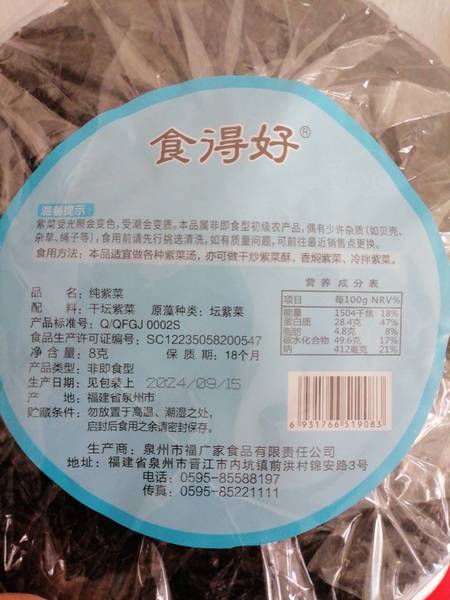 食得好®
温馨提示:
紫菜受光照会变色,受潮会变质。本品属非即食型初级农产品,偶有少许杂质(如贝壳、
杂草、绳子等),食用前请先行挑选清洗,如有质量问题,可前往最近销售点更换。
食用方法:本品适宜做各种紫菜汤,亦可做干炒紫菜酥、香焖紫菜、冷拌紫菜。
品 名:纯紫菜
配 料:干坛紫菜 原藻种类:坛紫菜
产品标准号:Q/QFGJ 0002S
食品生产许可证编号:SC12235058200547
净 含 量:8克 保 质 期:18个月
产品类型:非即食型
生产日期:见包装上 2024/09/15
产 地:福建省泉州市
贮藏条件:勿放置于高温、潮湿之处,
启封后食用之余请密封保存。
营 养 成 分 表
项目 每100g NRV%
能量 1504千焦 18%
蛋白质 28.4克 47%
脂肪 4.8克 8%
碳水化合物 49.6克 17%
钠 412毫克 21%
6 931766 519083
生产商:泉州市福广家食品有限责任公司
地址:福建省泉州市晋江市内坑镇前洪村锦安路3号
电话:0595-85588197
传真:0595-85221111